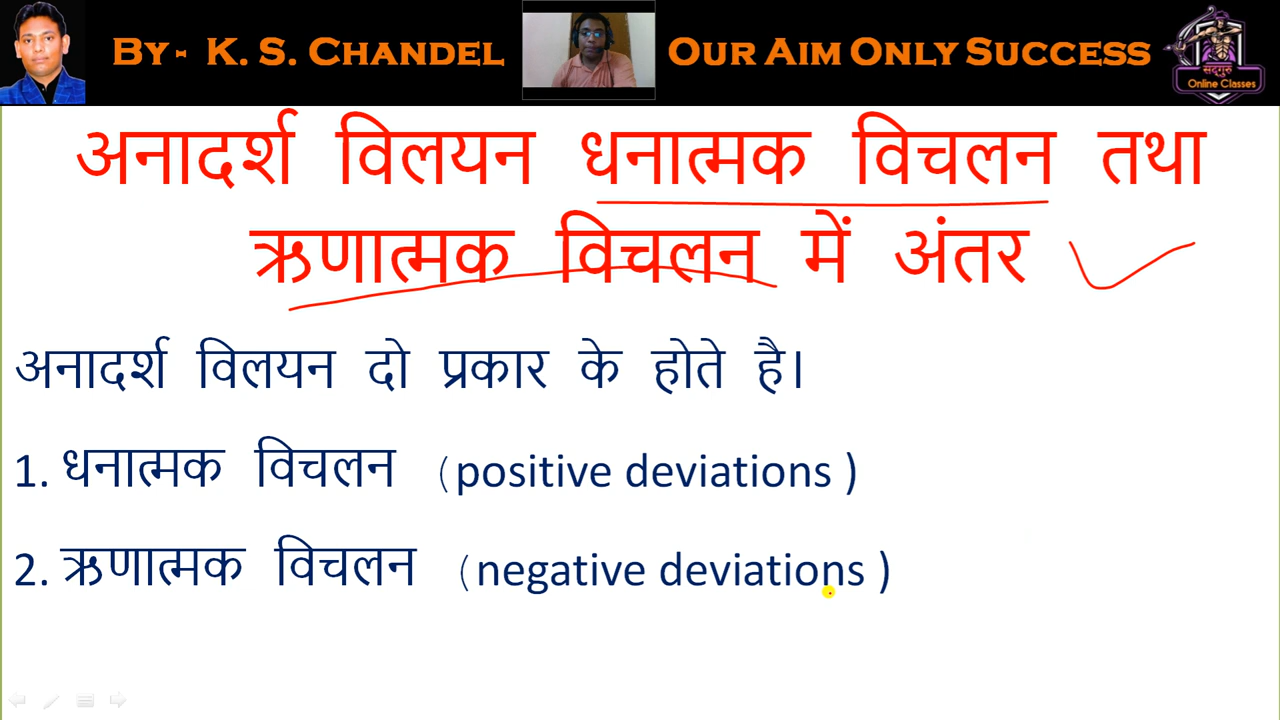 BY - K. S. CHANDEL
OUR AIM ONLY SUCCESS
सद्गुरु
Online Classes
अनादर्श विलयन धनात्मक विचलन तथा
ऋणात्मक विचलन में अंतर
अनादर्श विलयन दो प्रकार के होते है।
1. धनात्मक विचलन (positive deviations )
2. ऋणात्मक विचलन (negative deviations )